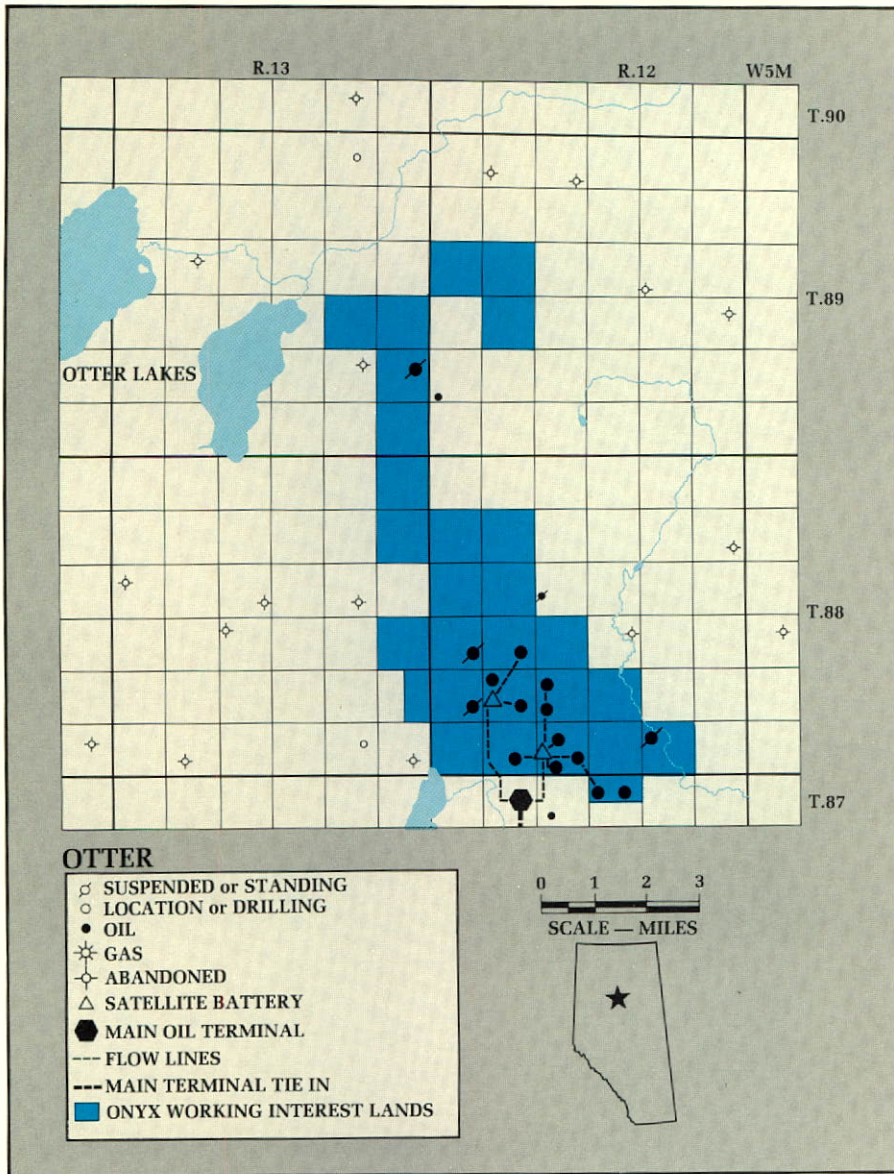 R.13 R.12 W5M
T.90
T.89
OTTER LAKES
T.88
T.87
OTTER
SUSPENDED or STANDING
LOCATION or DRILLING
OIL
GAS
ABANDONED
SATELLITE BATTERY
MAIN OIL TERMINAL
FLOW LINES
MAIN TERMINAL TIE IN
ONYX WORKING INTEREST LANDS
0 1 2 3
SCALE — MILES